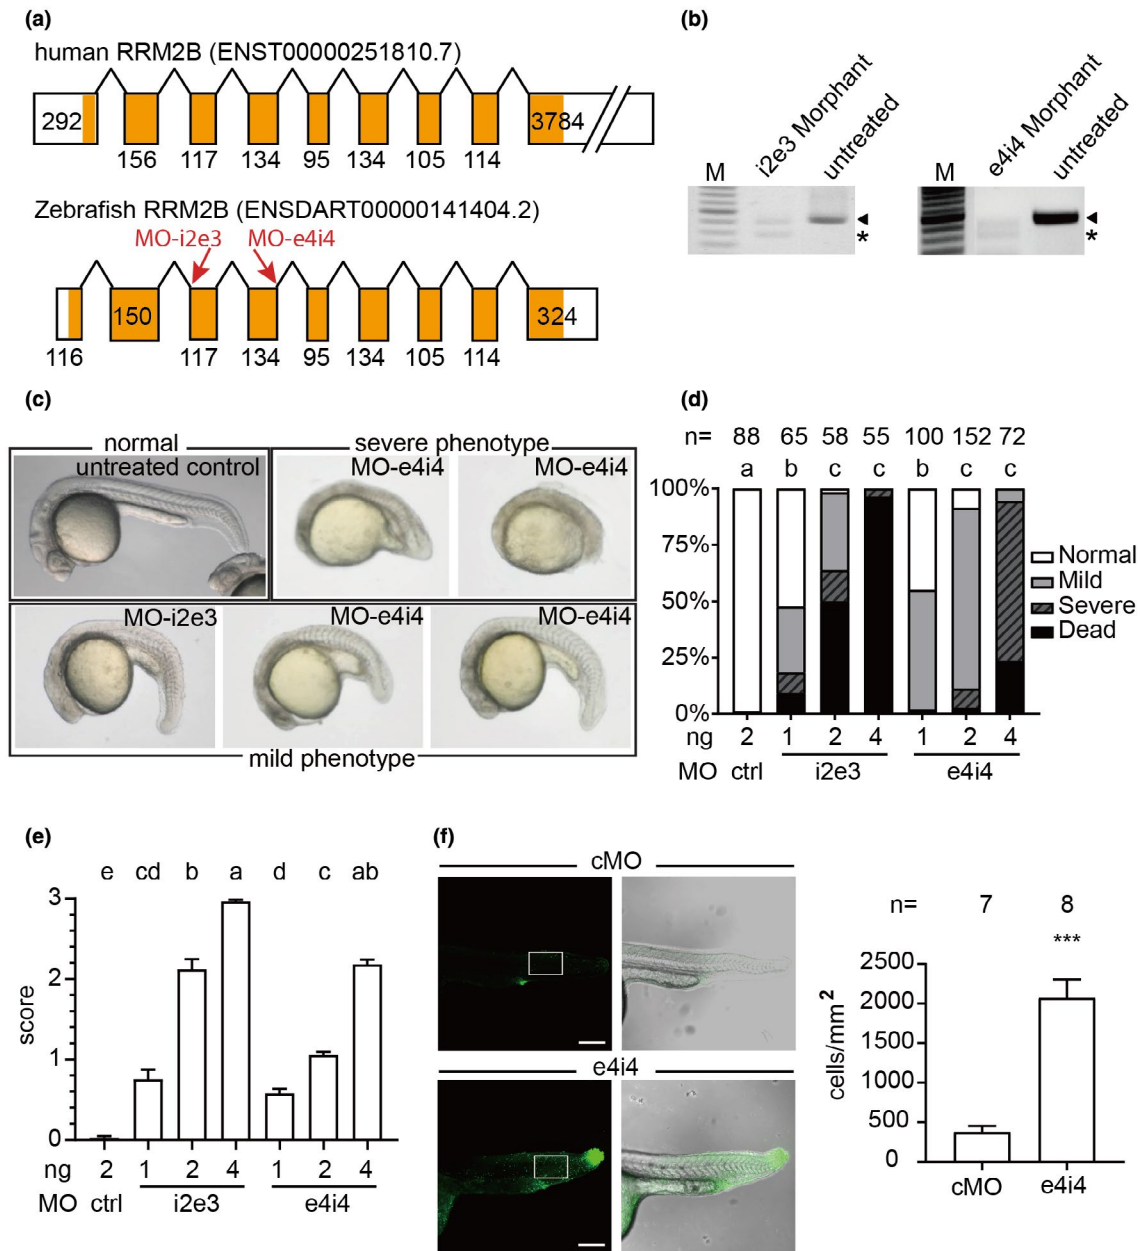 (a)
human RRM2B (ENST00000251810.7)
292
3784
156 117 134 95 134 105 114
Zebrafish RRM2B (ENSDART00000141404.2)
MO-i2e3 MO-e4i4
150
324
116 117 134 95 134 105 114
(b)
M i2e3 Morphant untreated
*
M e4i4 Morphant untreated
*
(c)
normal
untreated control
severe phenotype
MO-e4i4 MO-e4i4
MO-i2e3 MO-e4i4 MO-e4i4
mild phenotype
(d)
n= 88 65 58 55 100 152 72
a b c c b c c
100%
75%
50%
25%
0%
Normal
Mild
Severe
Dead
ng 2 1 2 4 1 2 4
MO ctrl i2e3 e4i4
(e)
e cd b a d c ab
3
2
1
0
score
ng 2 1 2 4 1 2 4
MO ctrl i2e3 e4i4
(f)
cMO
e4i4
n= 7 8
***
2500
2000
1500
1000
500
0
cells/mm2
cMO e4i4